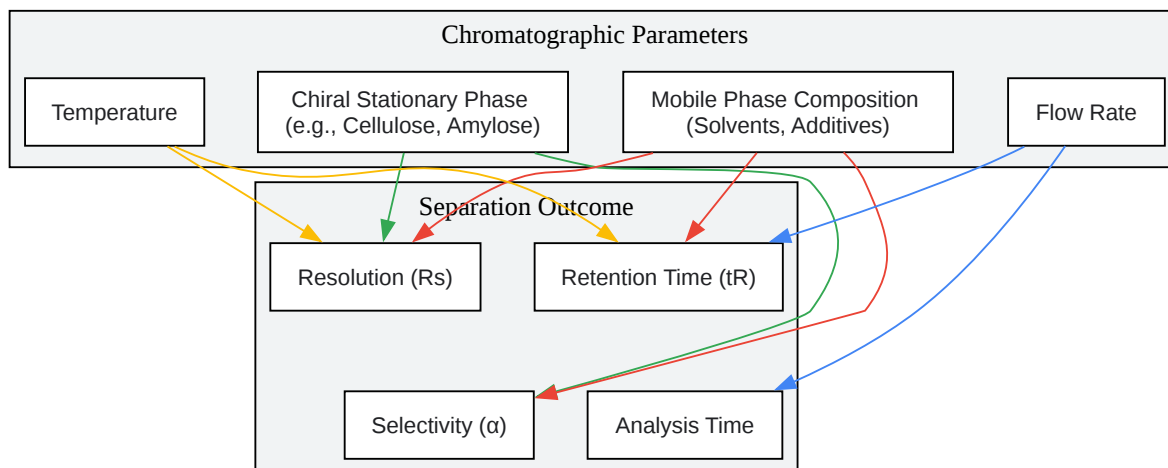 Chromatographic Parameters
Temperature
Chiral Stationary Phase
(e.g., Cellulose, Amylose)
Mobile Phase Composition
(Solvents, Additives)
Flow Rate
Separation Outcome
Resolution (Rs)
Retention Time (tR)
Selectivity (α)
Analysis Time